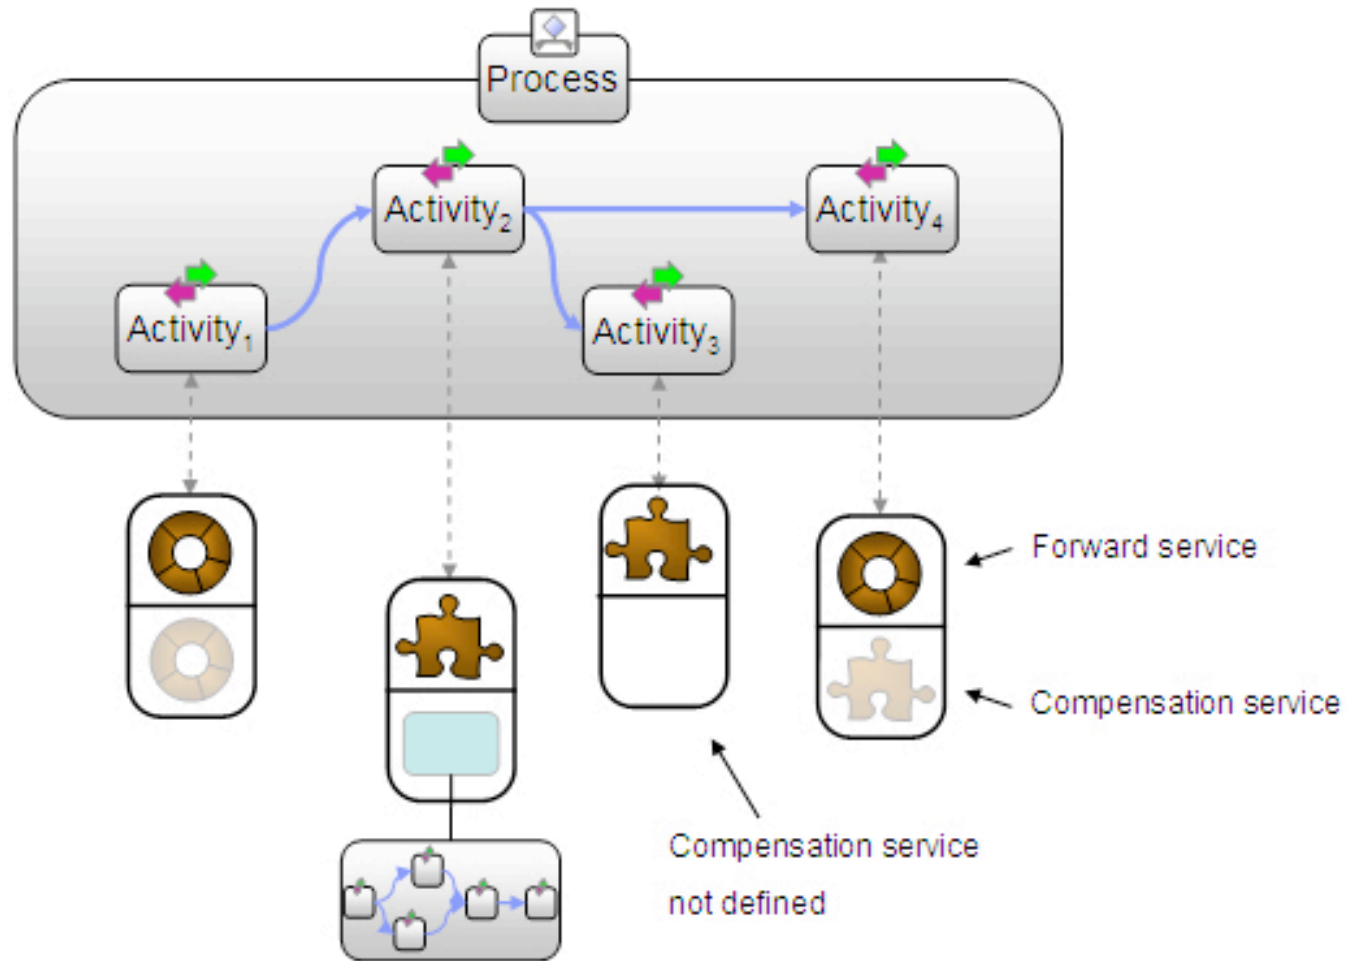 Process
Activity₂
Activity₄
Activity₁
Activity₃
Forward service
Compensation service
Compensation service
not defined